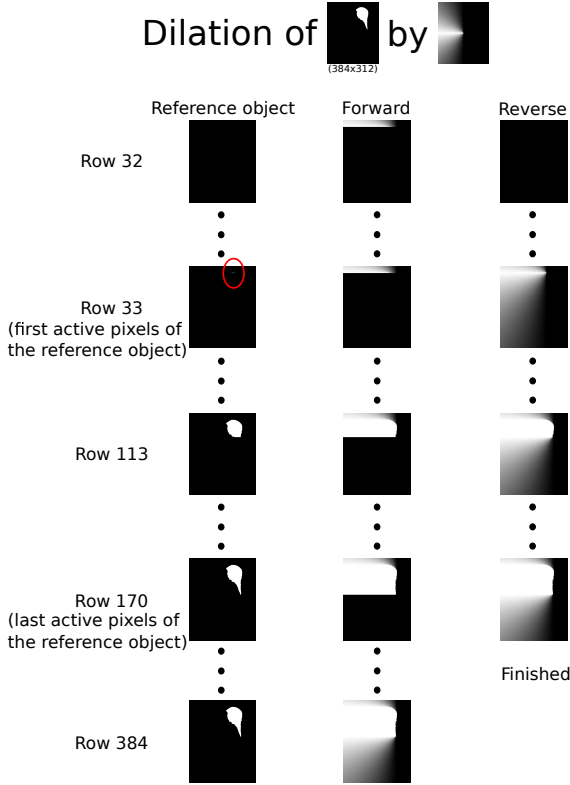 Dilation of by
(384x312)
Reference object Forward Reverse
Row 32
Row 33
(first active pixels of
the reference object)
Row 113
Row 170
(last active pixels of
the reference object)
Finished
Row 384